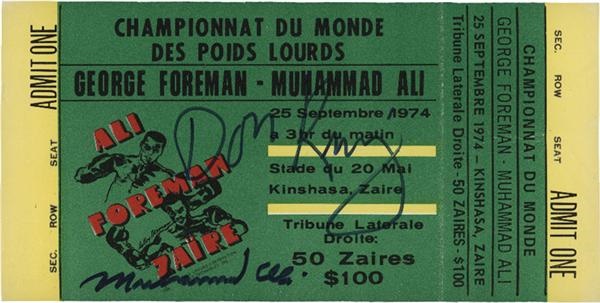 ADMIT ONE
SEC. ROW SEAT
CHAMPIONNAT DU MONDE
DES POIDS LOURDS
GEORGE FOREMAN - MUHAMMAD ALI
25 Septembre 1974
a 3hr du matin
Stade du 20 Mai
Kinshasa, Zaire
Tribune Laterale
Droite:
50 Zaires
$100
ALI
FOREMAN
ZAÏRE
Don King
Muhammad Ali
CHAMPIONNAT DU MONDE
GEORGE FOREMAN - MUHAMMAD ALI
25 SEPTEMBRE 1974 - KINSHASA, ZAIRE
Tribune Laterale Droite - 50 ZAIRES - $100
SEC. ROW SEAT
ADMIT ONE